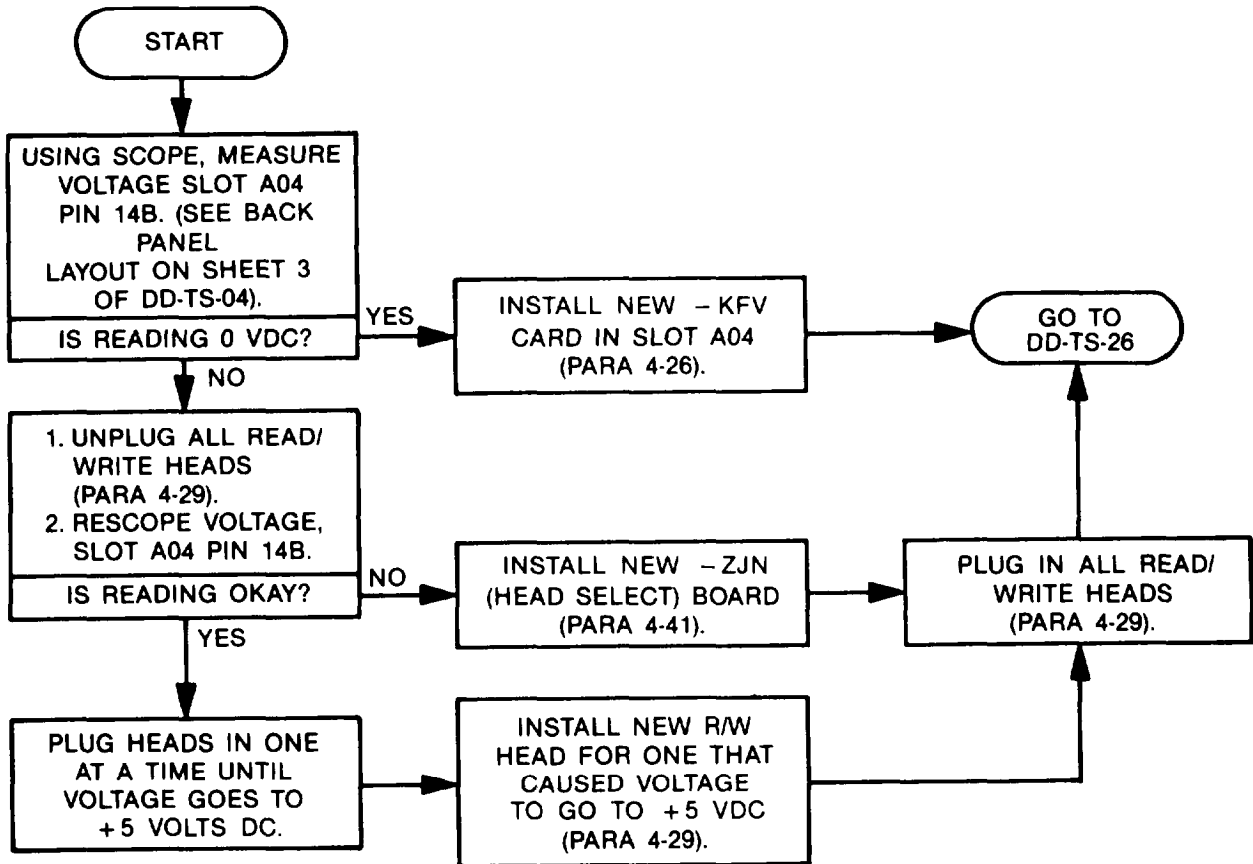 START
USING SCOPE, MEASURE
VOLTAGE SLOT A04
PIN 14B. (SEE BACK
PANEL
LAYOUT ON SHEET 3
OF DD-TS-04).
IS READING 0 VDC?
YES
INSTALL NEW – KFV
CARD IN SLOT A04
(PARA 4-26).
GO TO
DD-TS-26
NO
1. UNPLUG ALL READ/
WRITE HEADS
(PARA 4-29).
2. RESCOPE VOLTAGE,
SLOT A04 PIN 14B.
IS READING OKAY?
NO
INSTALL NEW – ZJN
(HEAD SELECT) BOARD
(PARA 4-41).
PLUG IN ALL READ/
WRITE HEADS
(PARA 4-29).
YES
PLUG HEADS IN ONE
AT A TIME UNTIL
VOLTAGE GOES TO
+5 VOLTS DC.
INSTALL NEW R/W
HEAD FOR ONE THAT
CAUSED VOLTAGE
TO GO TO +5 VDC
(PARA 4-29).